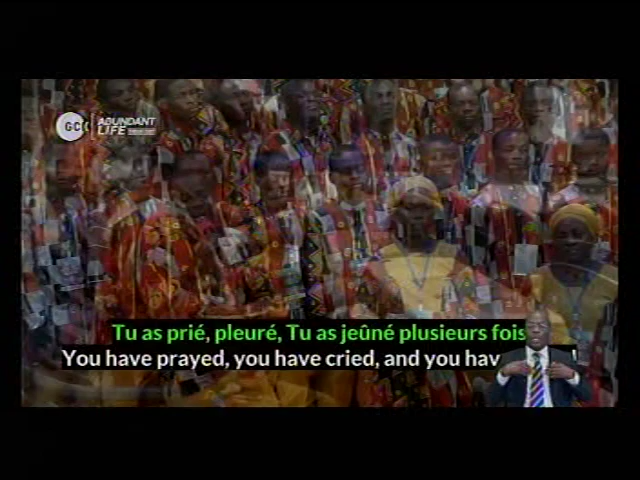 GCK
ABUNDANT
LIFE
Tu as prié, pleuré, Tu as jeûné plusieurs fois
You have prayed, you have cried, and you hav